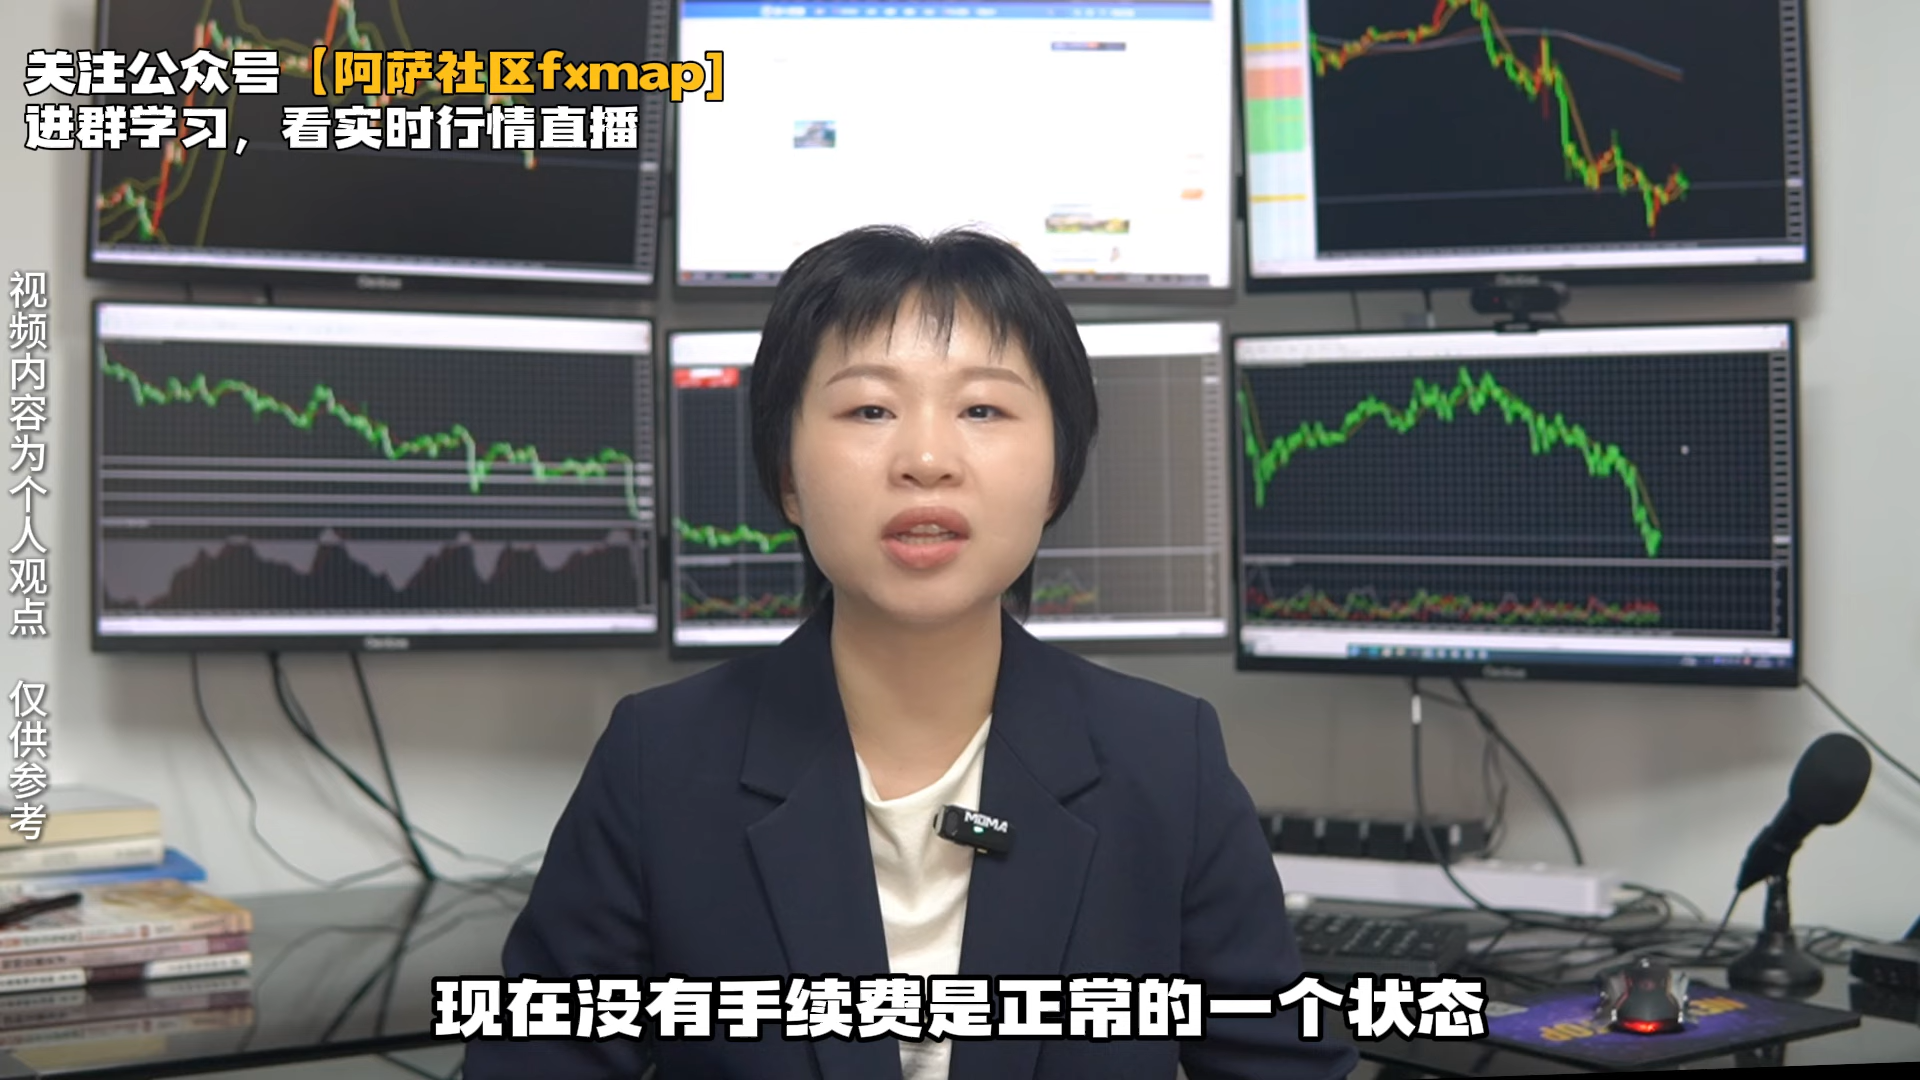 关注公众号【阿萨社区fxmap】
进群学习，看实时行情直播
视频内容为个人观点 仅供参考
MOMA
现在没有手续费是正常的一个状态